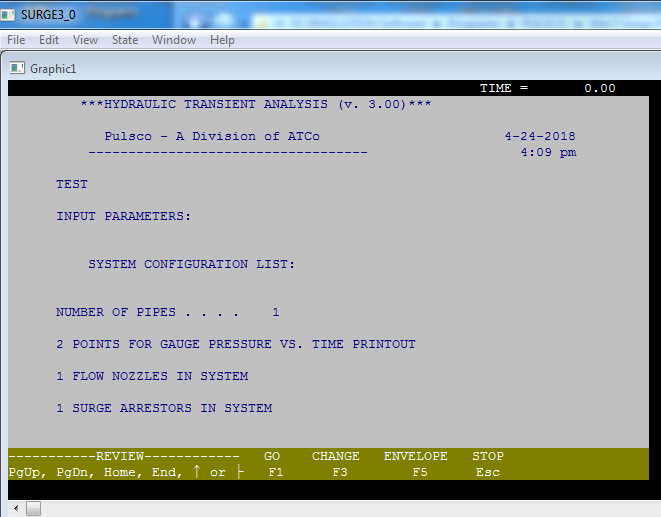 SURGE3_0
File Edit View State Window Help
Graphic1
TIME = 0.00
***HYDRAULIC TRANSIENT ANALYSIS (v. 3.00)***
Pulsco - A Division of ATCo 4-24-2018
----------------------------------- 4:09 pm
TEST
INPUT PARAMETERS:
SYSTEM CONFIGURATION LIST:
NUMBER OF PIPES . . . . 1
2 POINTS FOR GAUGE PRESSURE VS. TIME PRINTOUT
1 FLOW NOZZLES IN SYSTEM
1 SURGE ARRESTORS IN SYSTEM
-----------REVIEW------------ GO CHANGE ENVELOPE STOP
PgUp, PgDn, Home, End, ↑ or ├ F1 F3 F5 Esc